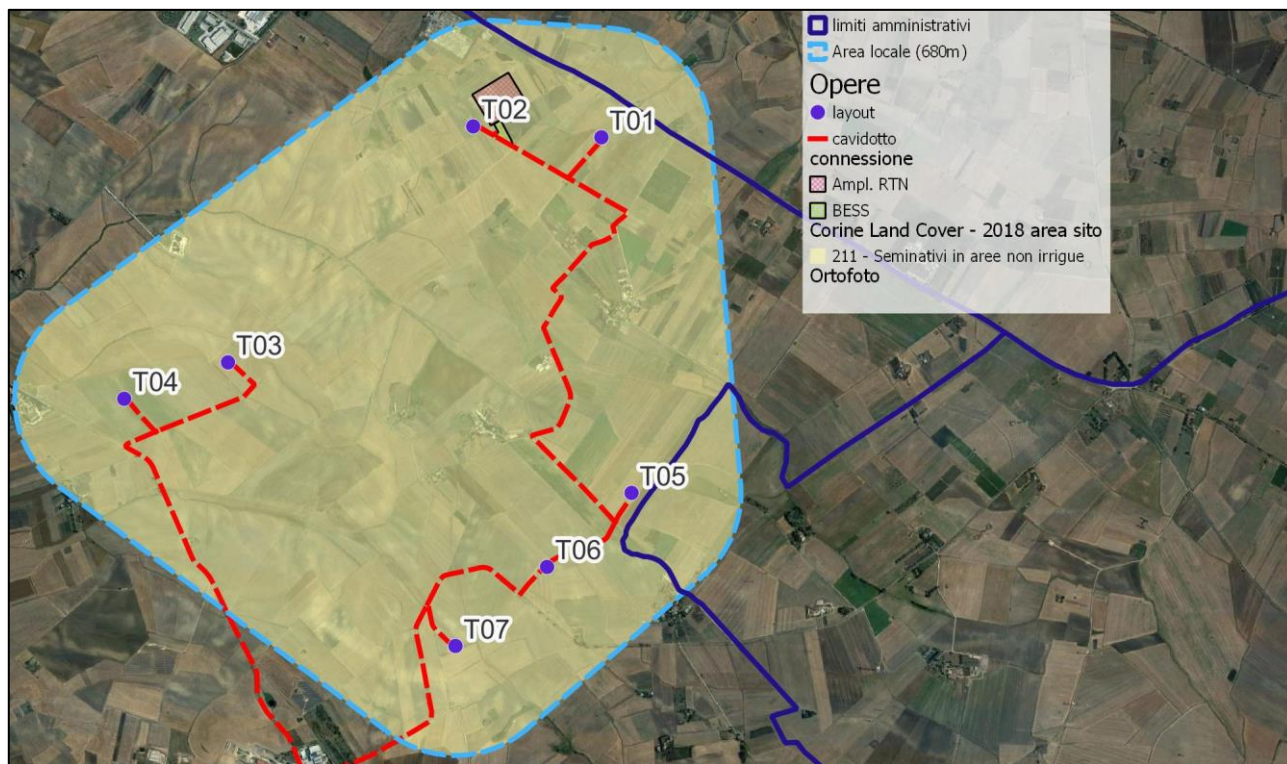 limiti amministrativi
Area locale (680m)
Opere
layout
cavidotto
connessione
Ampl. RTN
BESS
Corine Land Cover - 2018 area sito
211 - Seminativi in aree non irrigue
Ortofoto
T02
T01
T03
T04
T05
T06
T07